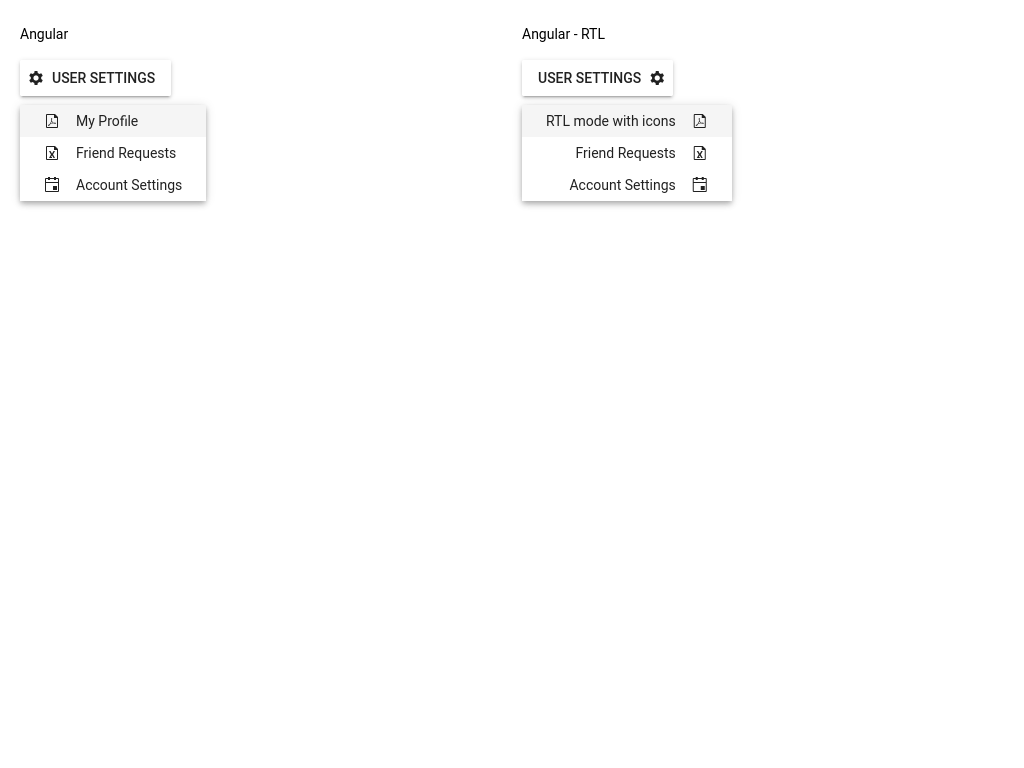 Angular
USER SETTINGS
My Profile
Friend Requests
Account Settings
Angular - RTL
USER SETTINGS
RTL mode with icons
Friend Requests
Account Settings